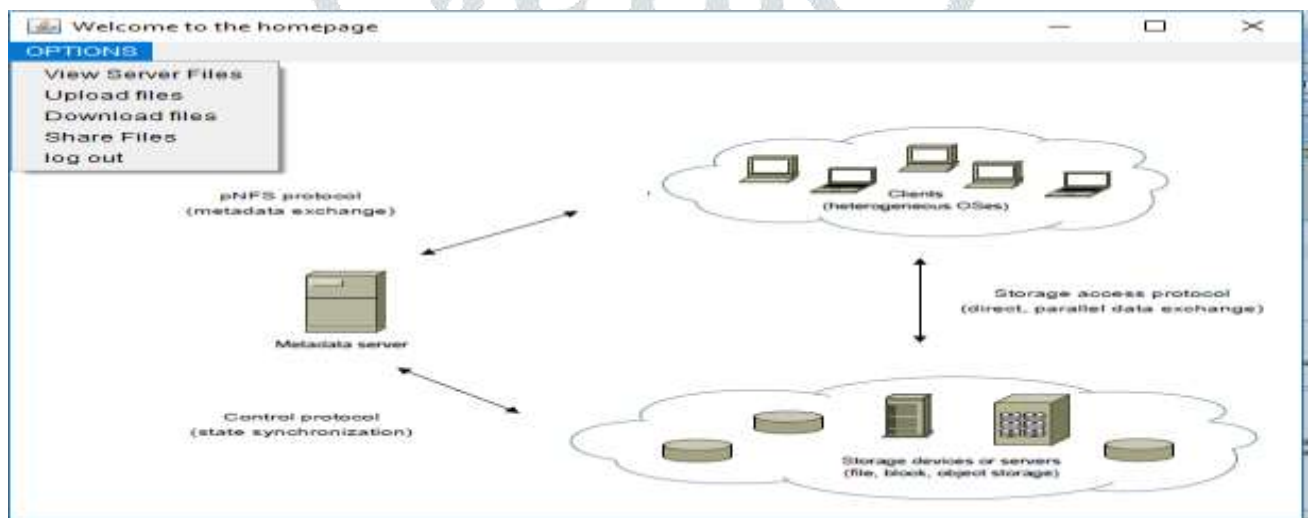 Welcome to the homepage
OPTIONS
View Server Files
Upload files
Download files
Share Files
log out
pNFS protocol
(metadata exchange)
Clients
(heterogeneous OSes)
Storage access protocol
(direct, parallel data exchange)
Metadata server
Control protocol
(state synchronization)
Storage devices or servers
(file, block, object storage)